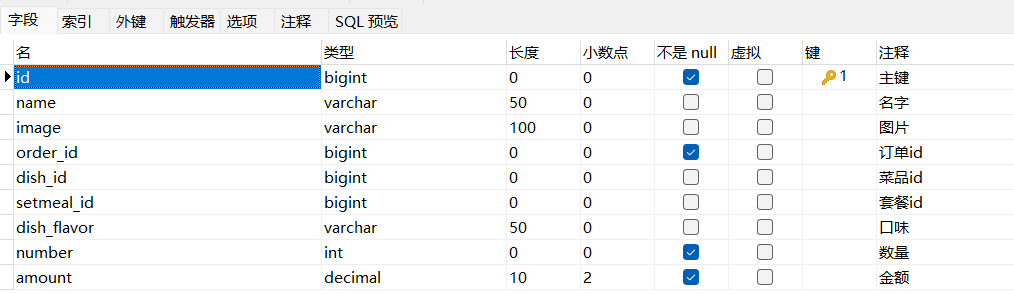 字段 索引 外键 触发器 选项 注释 SQL 预览
名 类型 长度 小数点 不是 null 虚拟 键 注释
id bigint 0 0 1 主键
name varchar 50 0 名字
image varchar 100 0 图片
order_id bigint 0 0 订单id
dish_id bigint 0 0 菜品id
setmeal_id bigint 0 0 套餐id
dish_flavor varchar 50 0 口味
number int 0 0 数量
amount decimal 10 2 金额